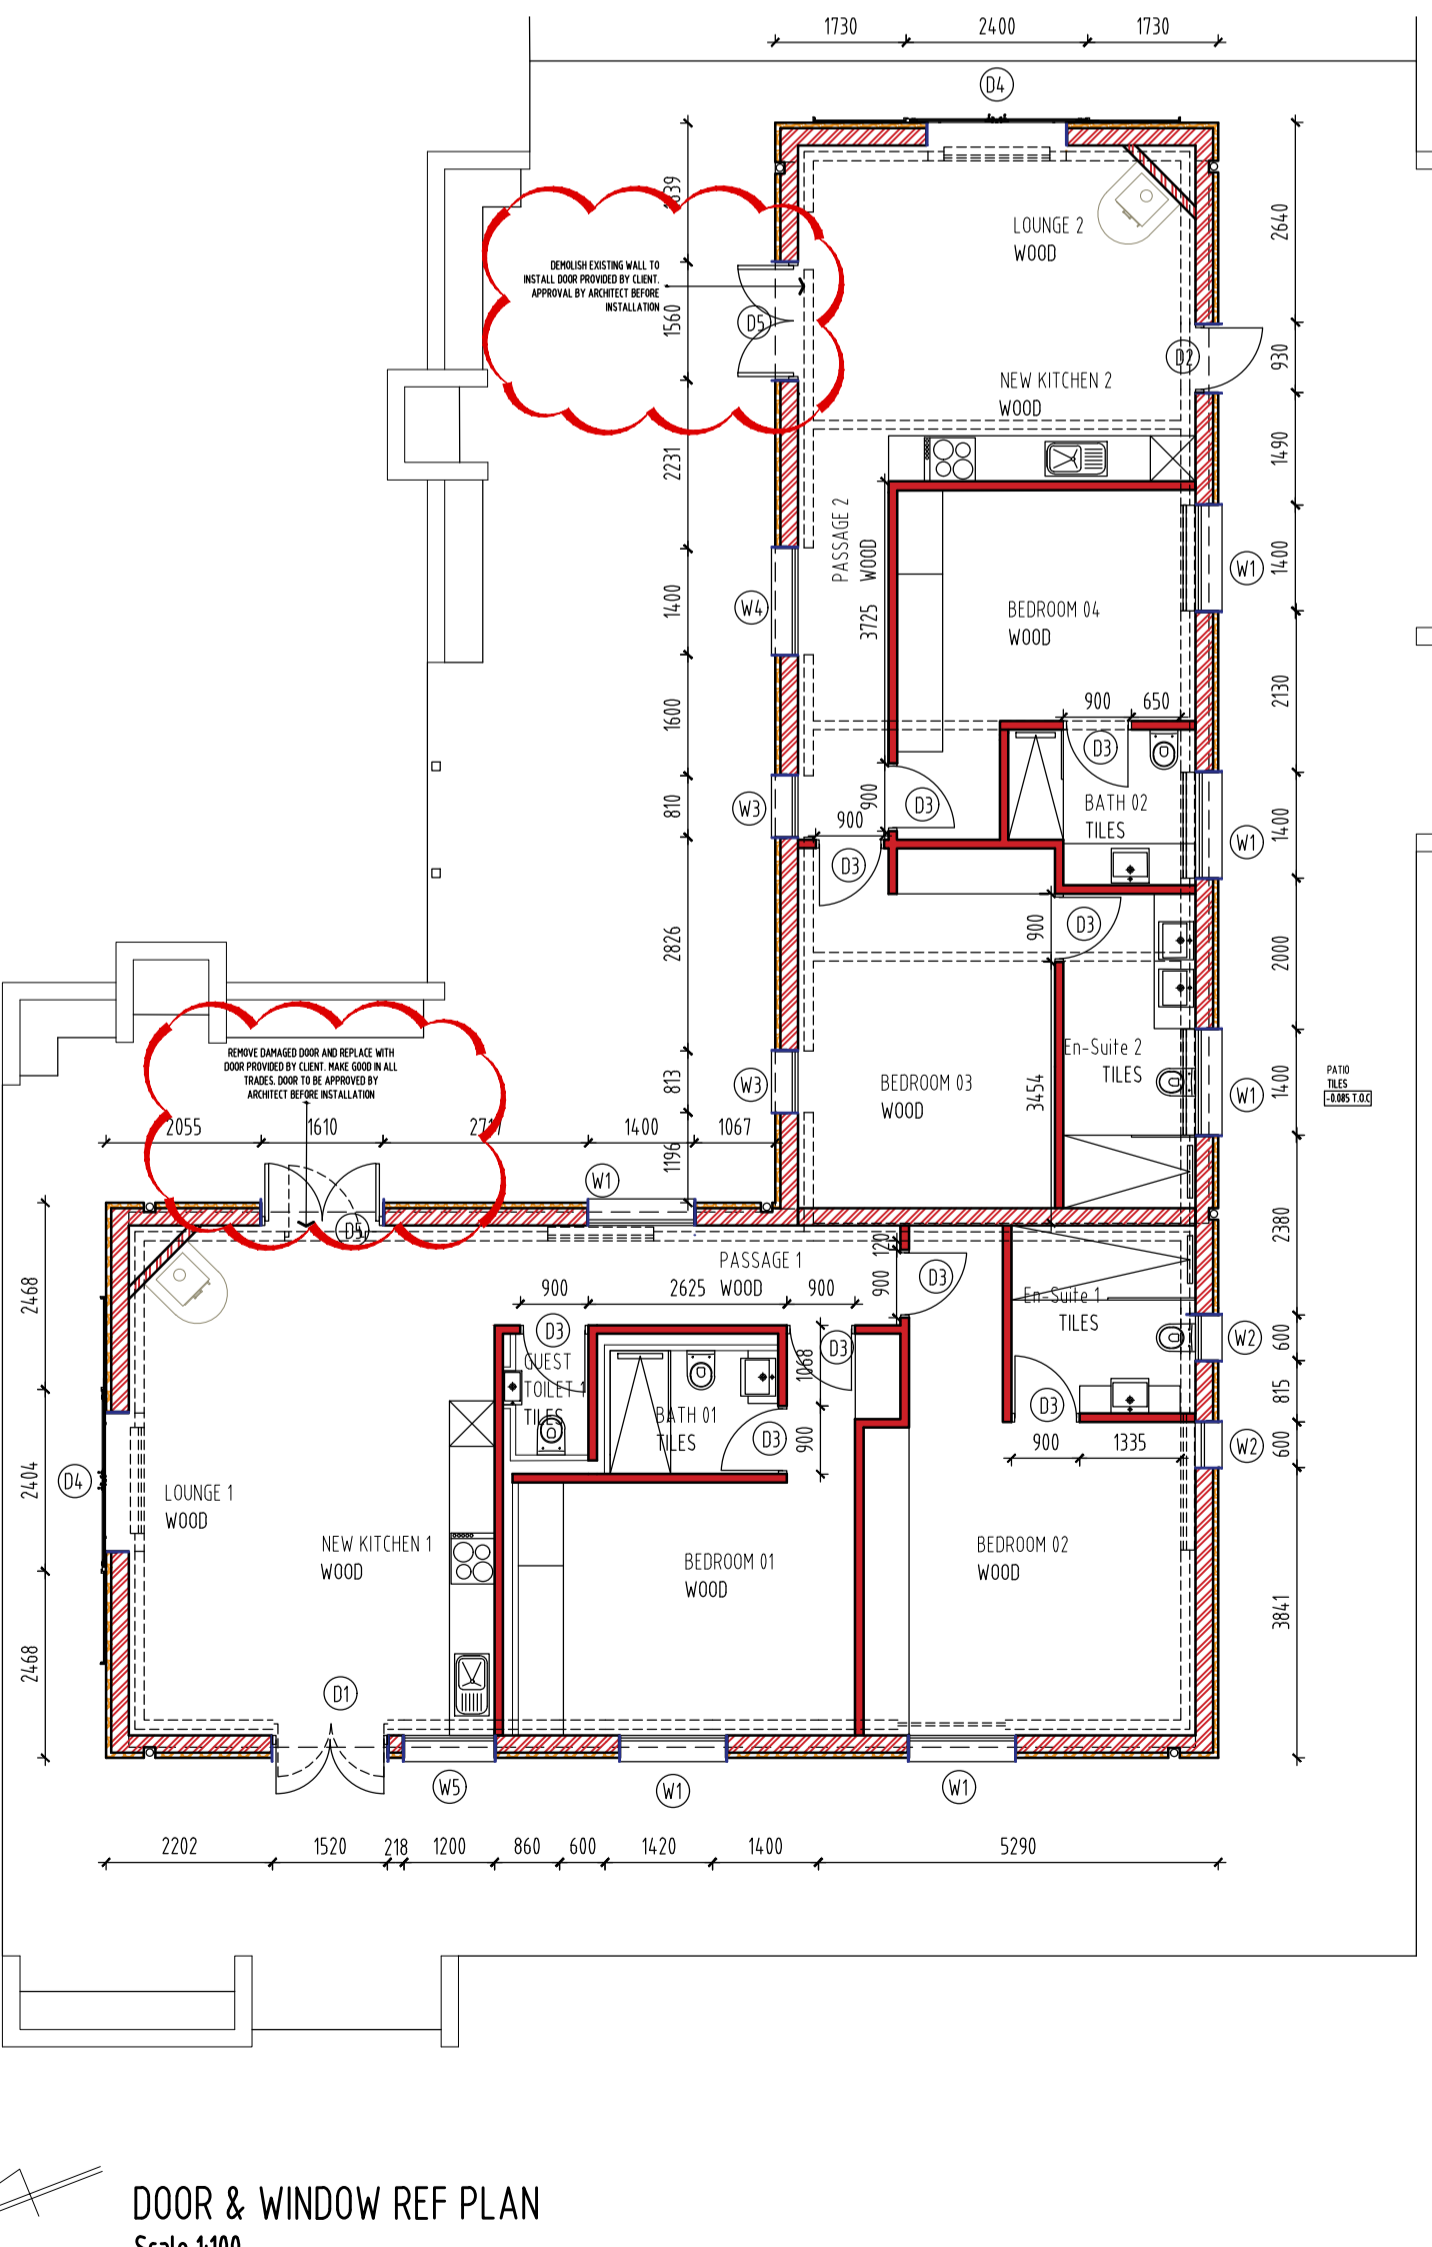 1730
2400
1730
D4
2640
LOUNGE 2
WOOD
DEMOLISH EXISTING WALL TO
INSTALL DOOR PROVIDED BY CLIENT.
APPROVAL BY ARCHITECT BEFORE
INSTALLATION
1560
D5
D2
930
NEW KITCHEN 2
WOOD
2231
1490
PASSAGE 2
WOOD
1400
W1
1400
W4
3725
BEDROOM 04
WOOD
1600
2130
900
650
D3
810
W3
900
D3
BATH 02
TILES
1400
W1
900
D3
2826
900
D3
2000
En-Suite 2
TILES
REMOVE DAMAGED DOOR AND REPLACE WITH
DOOR PROVIDED BY CLIENT. MAKE GOOD IN ALL
TRADES. DOOR TO BE APPROVED BY
ARCHITECT BEFORE INSTALLATION
813
W3
BEDROOM 03
WOOD
3454
1400
W1
PATIO
TILES
-0.085 T.O.C
2055
1610
1400
1067
1196
W1
D5
2380
PASSAGE 1
WOOD
120
900
D3
2468
900
2625
900
En-Suite 1
TILES
D3
GUEST
TOILET 1
TILES
D3
1068
W2
600
815
BATH 01
TILES
D3
900
D3
900
1335
W2
600
2404
D4
LOUNGE 1
WOOD
NEW KITCHEN 1
WOOD
BEDROOM 01
WOOD
BEDROOM 02
WOOD
3841
2468
D1
W5
W1
W1
2202
1520
218
1200
860
600
1420
1400
5290
DOOR & WINDOW REF PLAN
Scale 1:100